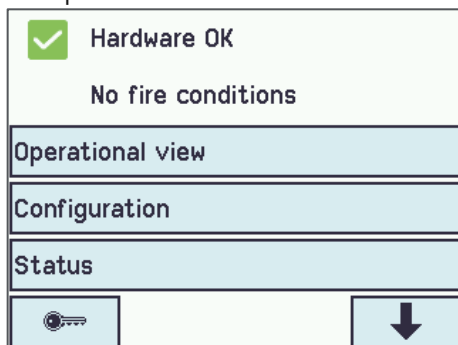 Hardware OK
No fire conditions
Operational view
Configuration
Status